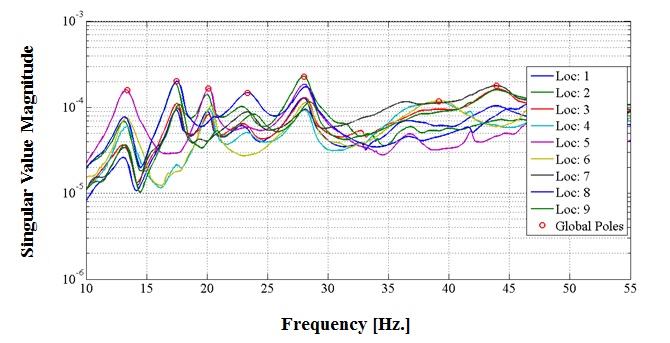 10^-3
10^-4
10^-5
10^-6
Singular Value Magnitude
10 15 20 25 30 35 40 45 50 55
Frequency [Hz.]
Loc: 1
Loc: 2
Loc: 3
Loc: 4
Loc: 5
Loc: 6
Loc: 7
Loc: 8
Loc: 9
Global Poles